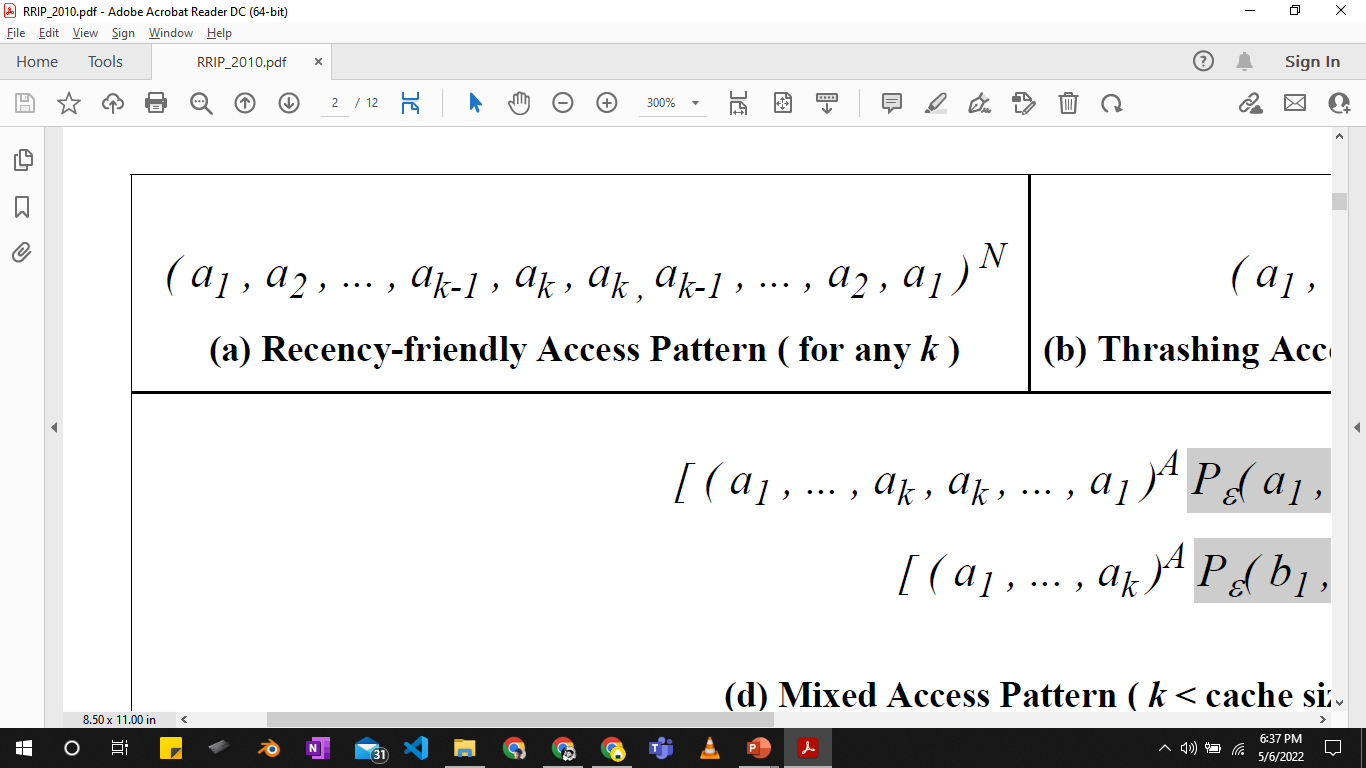 RRIP_2010.pdf - Adobe Acrobat Reader DC (64-bit)
File Edit View Sign Window Help
Home Tools RRIP_2010.pdf × Sign In
2 / 12 300%
( a1 , a2 , ... , ak-1 , ak , ak , ak-1 , ... , a2 , a1 ) N
(a) Recency-friendly Access Pattern ( for any k )
( a1 ,
(b) Thrashing Acc
[ ( a1 , ... , ak , ak , ... , a1 )A Pε( a1 ,
[ ( a1 , ... , ak )A Pε( b1 ,
(d) Mixed Access Pattern ( k < cache si
8.50 x 11.00 in
31
6:37 PM
5/6/2022